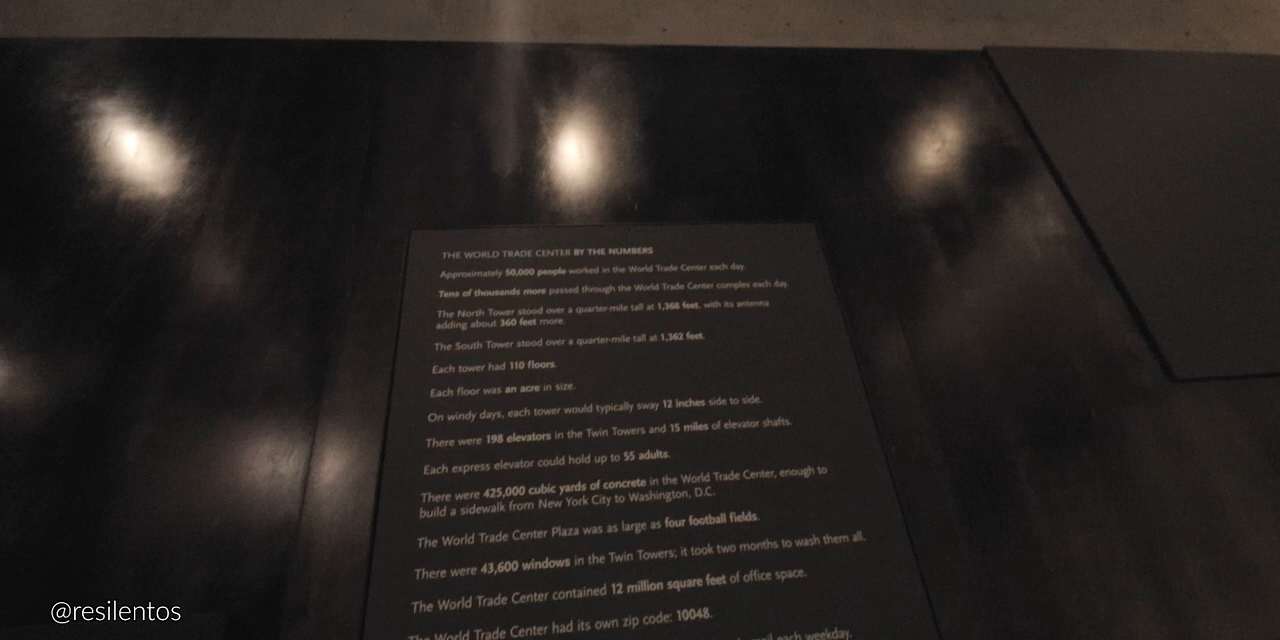 THE WORLD TRADE CENTER BY THE NUMBERS
Approximately 50,000 people worked in the World Trade Center each day.
Tens of thousands more passed through the World Trade Center complex each day.
The North Tower stood over a quarter-mile tall at 1,368 feet, with its antenna
adding about 360 feet more.
The South Tower stood over a quarter-mile tall at 1,362 feet.
Each tower had 110 floors.
Each floor was an acre in size.
On windy days, each tower would typically sway 12 inches side to side.
There were 198 elevators in the Twin Towers and 15 miles of elevator shafts.
Each express elevator could hold up to 55 adults.
There were 425,000 cubic yards of concrete in the World Trade Center, enough to
build a sidewalk from New York City to Washington, D.C.
The World Trade Center Plaza was as large as four football fields.
There were 43,600 windows in the Twin Towers; it took two months to wash them all.
The World Trade Center contained 12 million square feet of office space.
The World Trade Center had its own zip code: 10048.
each weekday.
@resilentos